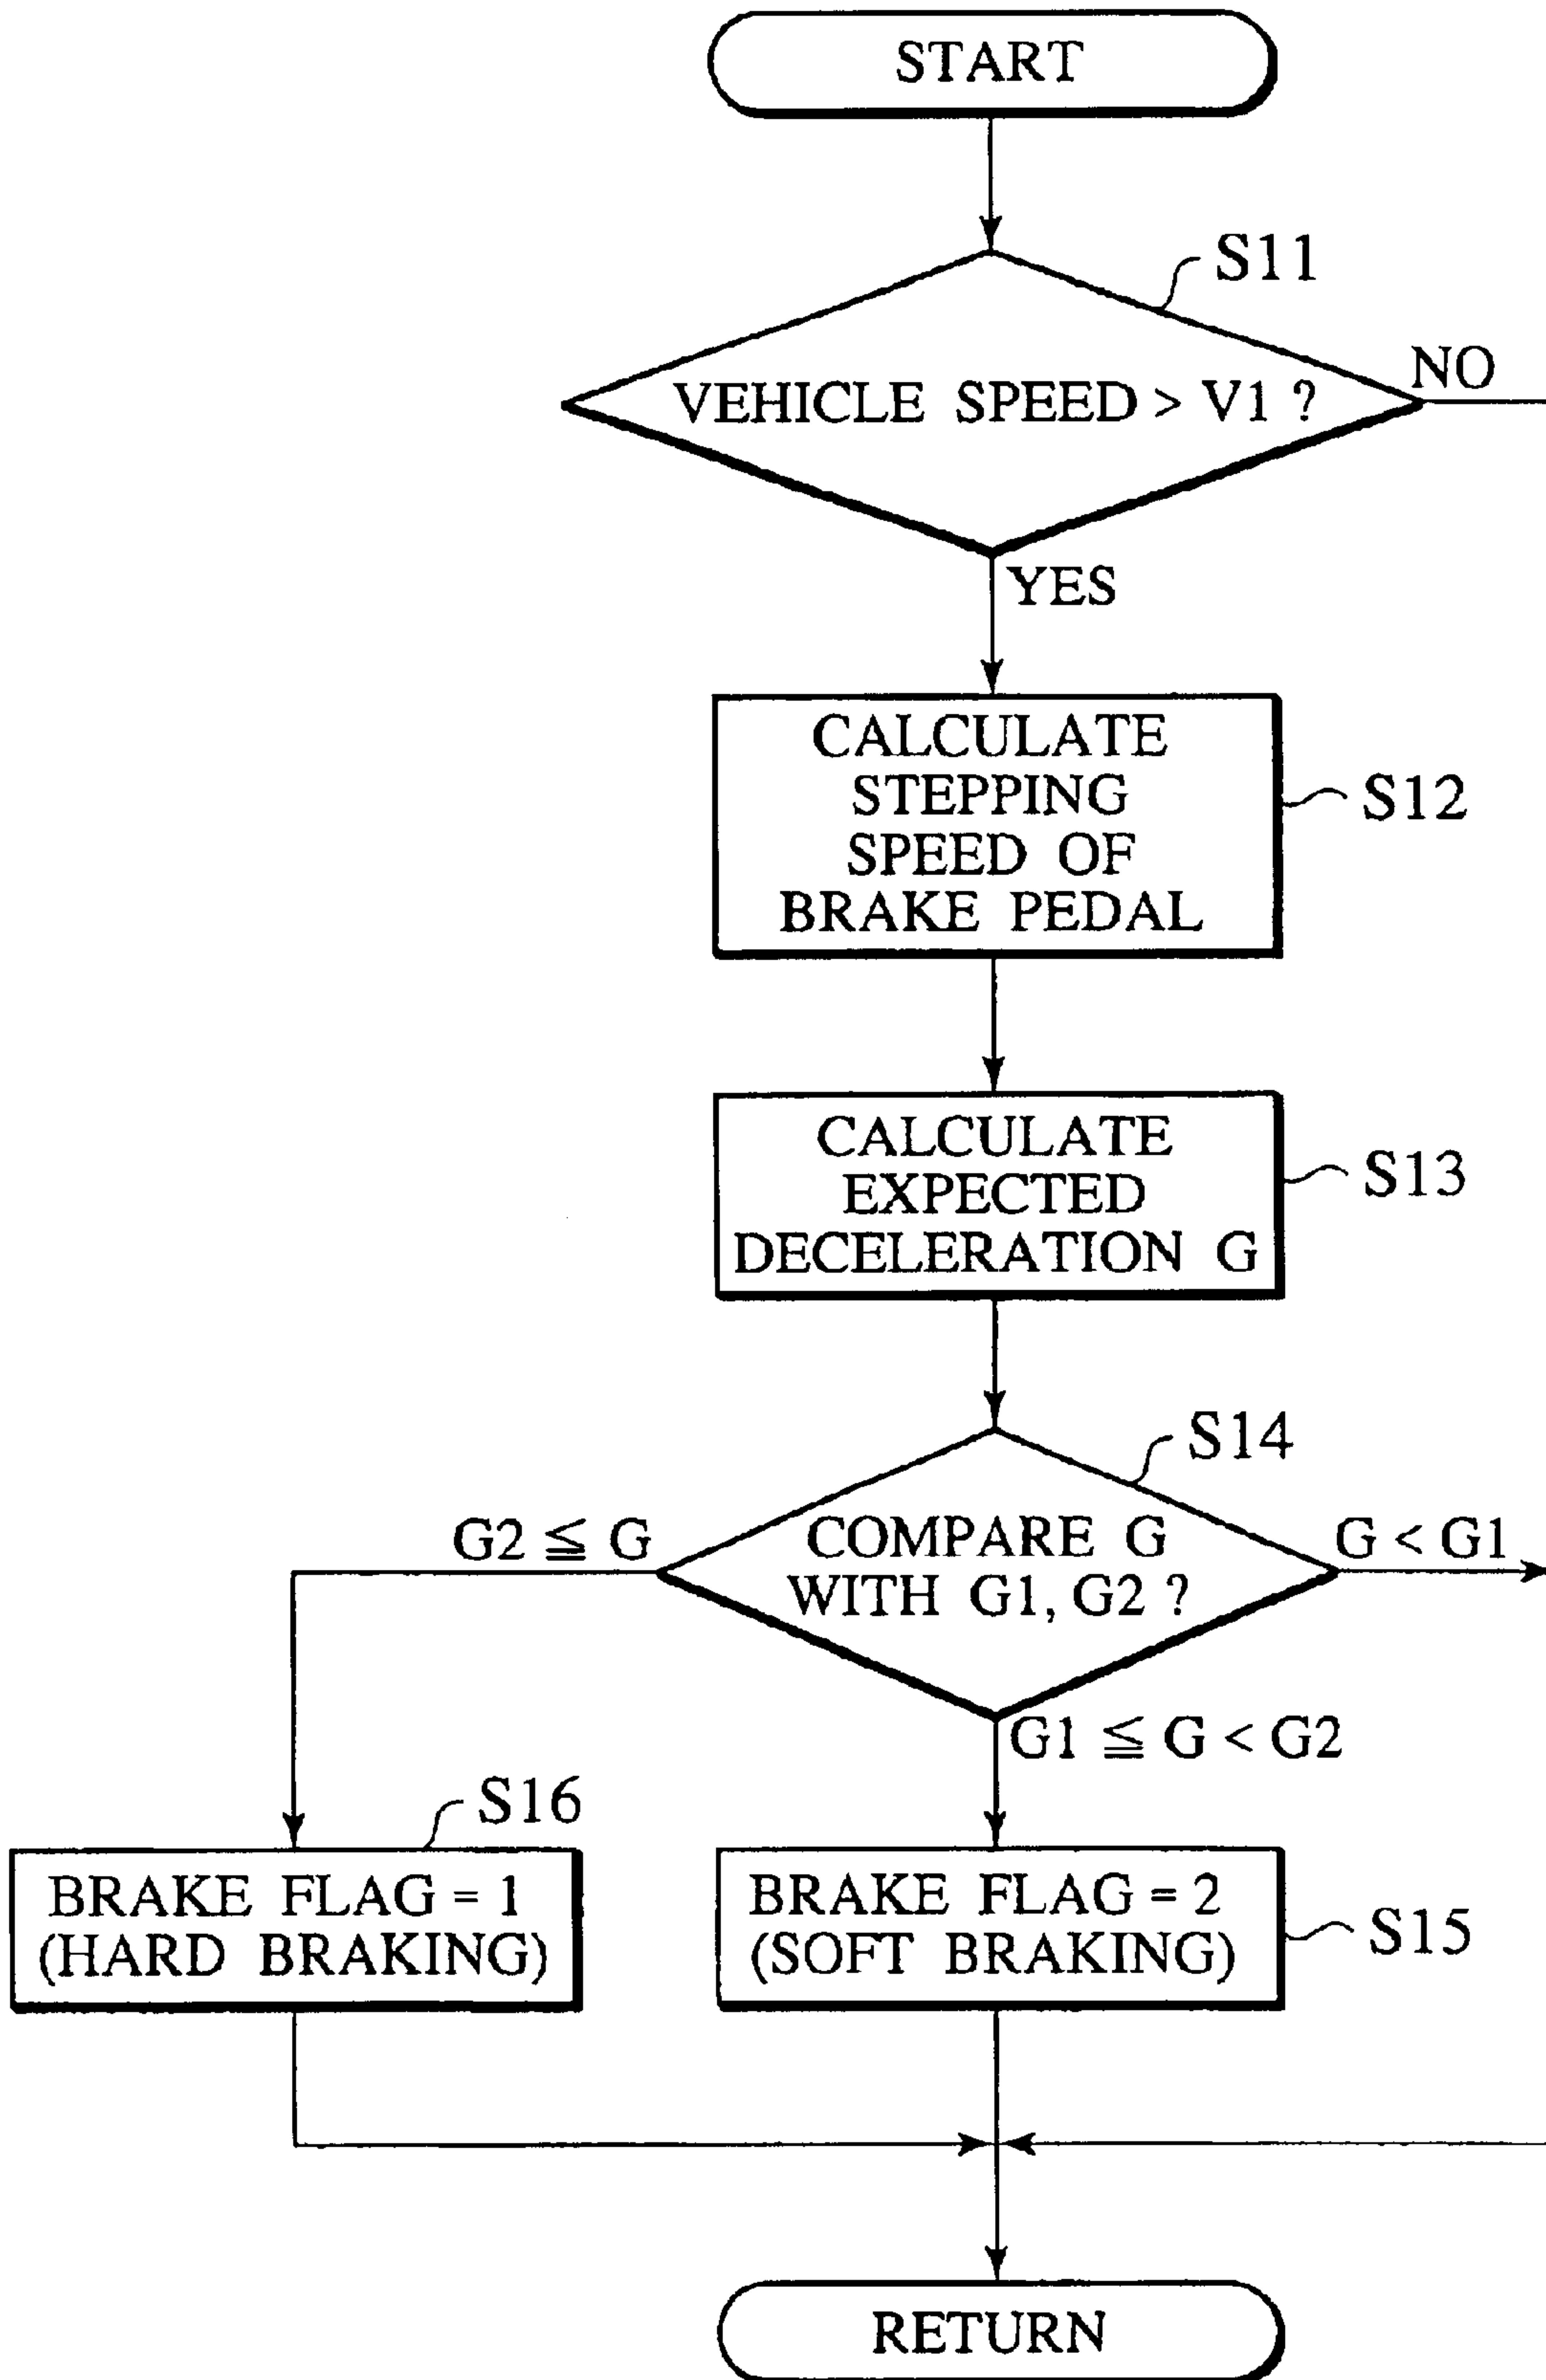 START
S11
VEHICLE SPEED > V1 ?
NO
YES
CALCULATE
STEPPING
SPEED OF
BRAKE PEDAL
S12
CALCULATE
EXPECTED
DECELERATION G
S13
S14
G2 ≦ G
COMPARE G
WITH G1, G2 ?
G < G1
G1 ≦ G < G2
S16
BRAKE FLAG = 1
(HARD BRAKING)
BRAKE FLAG = 2
(SOFT BRAKING)
S15
RETURN